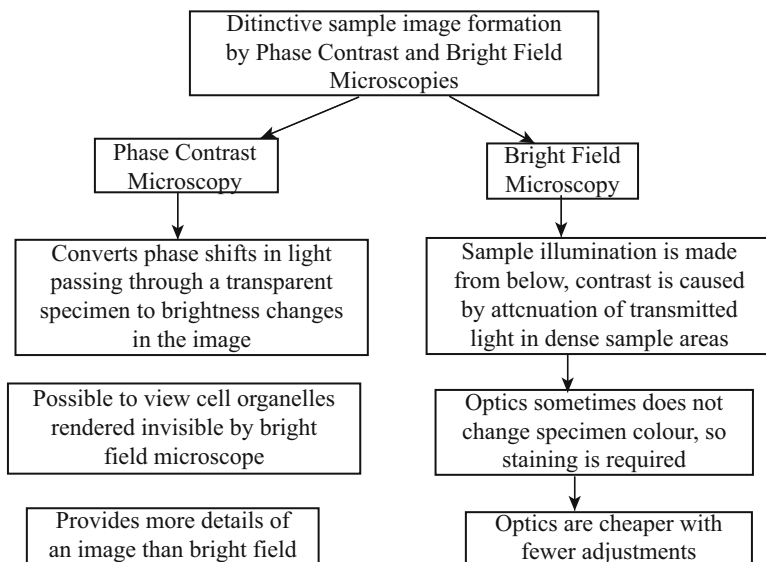 Ditinctive sample image formation
by Phase Contrast and Bright Field
Microscopies
Phase Contrast
Microscopy
Bright Field
Microscopy
Converts phase shifts in light
passing through a transparent
specimen to brightness changes
in the image
Sample illumination is made
from below, contrast is caused
by attcnuation of transmitted
light in dense sample areas
Possible to view cell organelles
rendered invisible by bright
field microscope
Optics sometimes does not
change specimen colour, so
staining is required
Provides more details of
an image than bright field
Optics are cheaper with
fewer adjustments